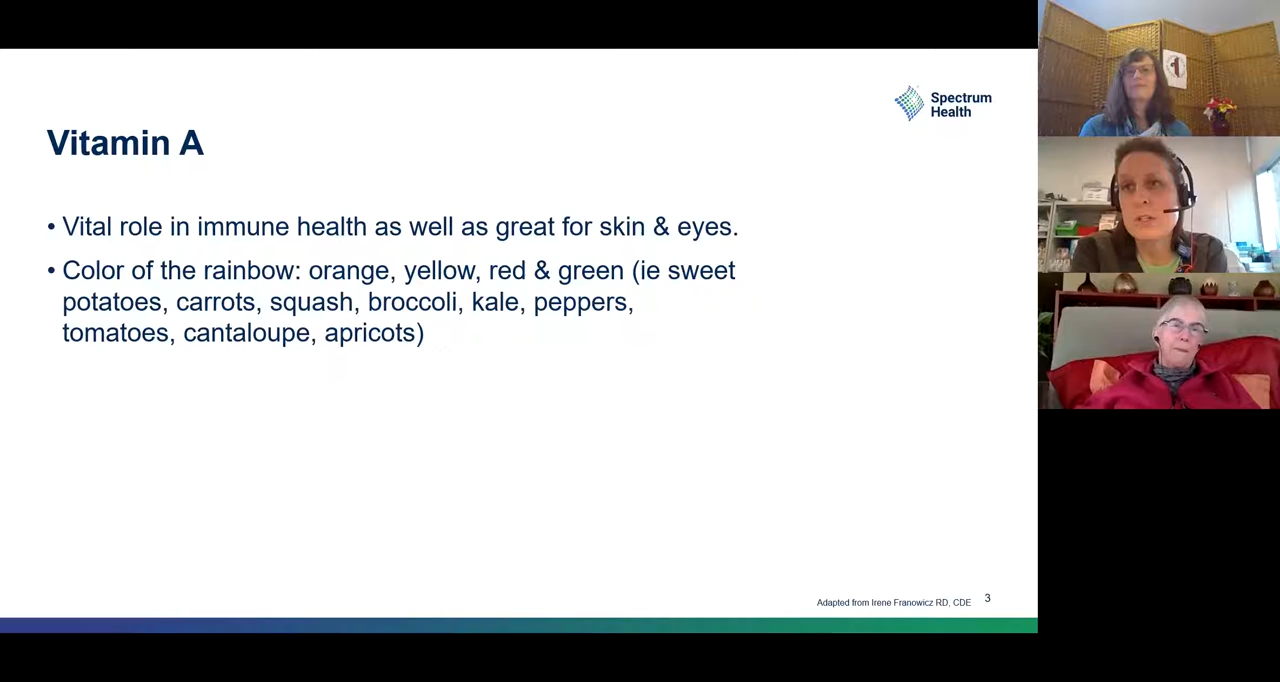 Spectrum
Health
Vitamin A
• Vital role in immune health as well as great for skin & eyes.
• Color of the rainbow: orange, yellow, red & green (ie sweet
potatoes, carrots, squash, broccoli, kale, peppers,
tomatoes, cantaloupe, apricots)
Adapted from Irene Franowicz RD, CDE
3